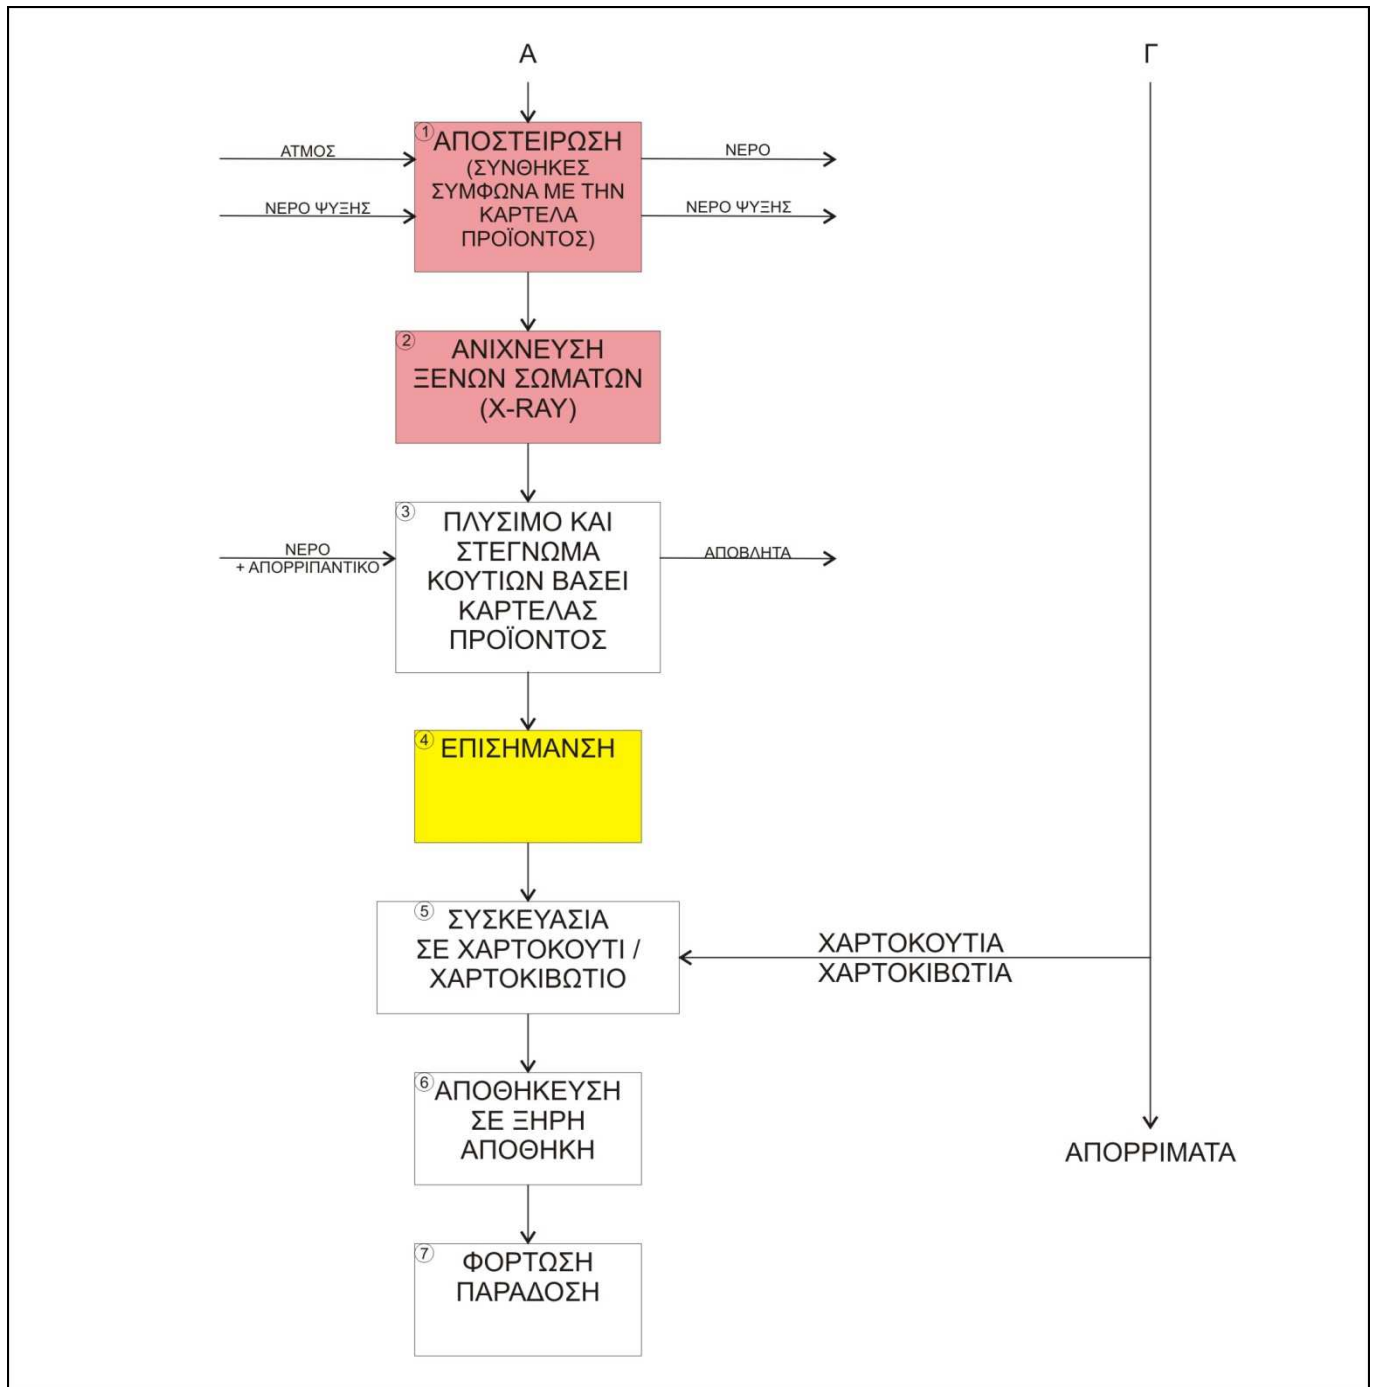 Α
Γ
① ΑΠΟΣΤΕΙΡΩΣΗ
(ΣΥΝΘΗΚΕΣ
ΣΥΜΦΩΝΑ ΜΕ ΤΗΝ
ΚΑΡΤΕΛΑ
ΠΡΟΪΟΝΤΟΣ)
ΑΤΜΟΣ
ΝΕΡΟ
ΝΕΡΟ ΨΥΞΗΣ
ΝΕΡΟ ΨΥΞΗΣ
② ΑΝΙΧΝΕΥΣΗ
ΞΕΝΩΝ ΣΩΜΑΤΩΝ
(X-RAY)
③ ΠΛΥΣΙΜΟ ΚΑΙ
ΣΤΕΓΝΩΜΑ
ΚΟΥΤΙΩΝ ΒΑΣΕΙ
ΚΑΡΤΕΛΑΣ
ΠΡΟΪΟΝΤΟΣ
ΝΕΡΟ
+ ΑΠΟΡΡΙΠΑΝΤΙΚΟ
ΑΠΟΒΛΗΤΑ
④ ΕΠΙΣΗΜΑΝΣΗ
⑤ ΣΥΣΚΕΥΑΣΙΑ
ΣΕ ΧΑΡΤΟΚΟΥΤΙ /
ΧΑΡΤΟΚΙΒΩΤΙΟ
ΧΑΡΤΟΚΟΥΤΙΑ
ΧΑΡΤΟΚΙΒΩΤΙΑ
⑥ ΑΠΟΘΗΚΕΥΣΗ
ΣΕ ΞΗΡΗ
ΑΠΟΘΗΚΗ
ΑΠΟΡΡΙΜΑΤΑ
⑦ ΦΟΡΤΩΣΗ
ΠΑΡΑΔΟΣΗ